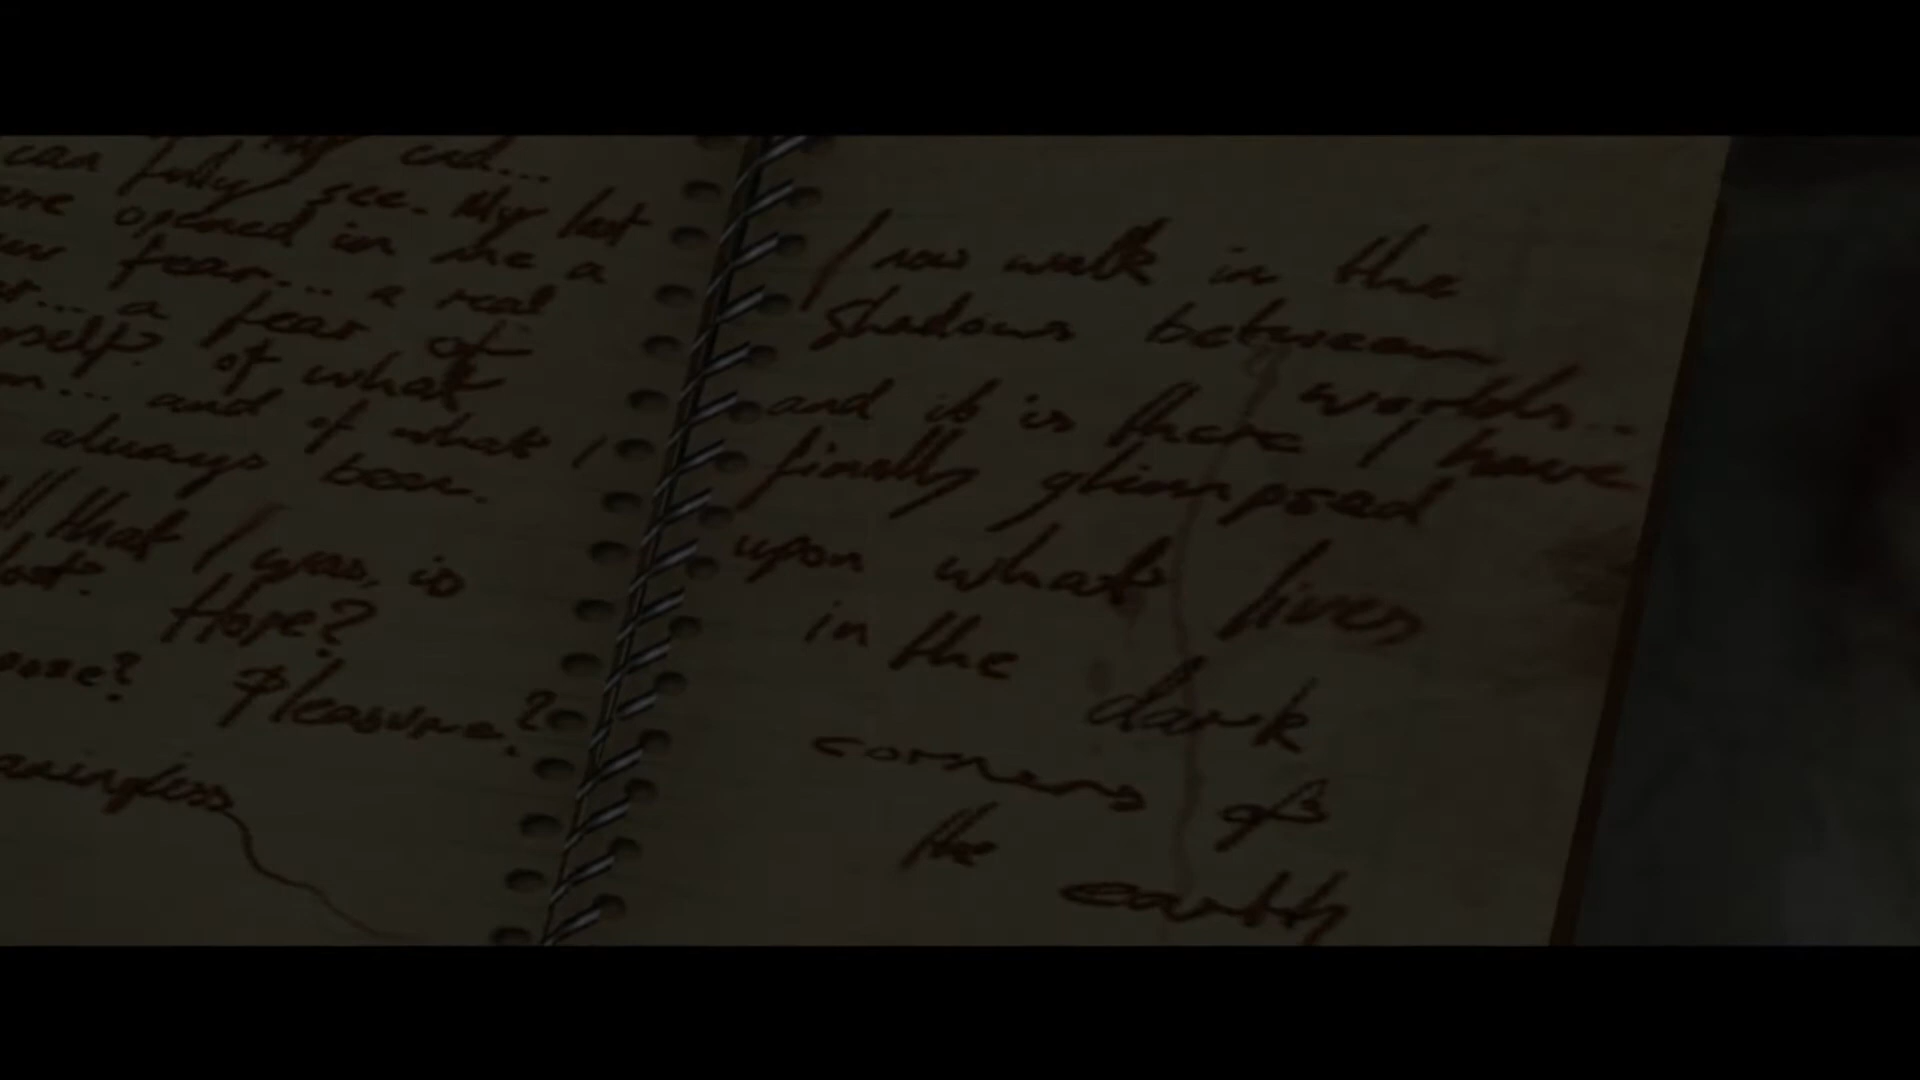 can fully
see. My last
opened in me a
fear... a real
a fear of
of what
and of what I
always been.
that I was, is
Hope?
Pleasure?
I now walk in the
shadows between
worlds...
and it is there I have
finally glimpsed
upon what lives
in the
dark
corners of
the
earth